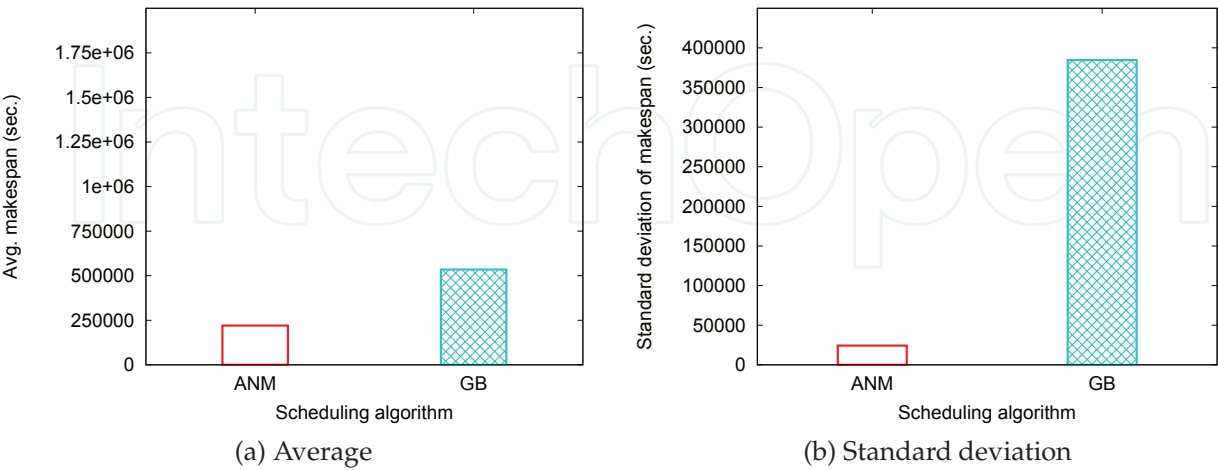 1.75e+06
1.5e+06
1.25e+06
1e+06
750000
500000
250000
0
Avg. makespan (sec.)
ANM GB
Scheduling algorithm
(a) Average
400000
350000
300000
250000
200000
150000
100000
50000
0
Standard deviation of makespan (sec.)
ANM GB
Scheduling algorithm
(b) Standard deviation
IntechOpen